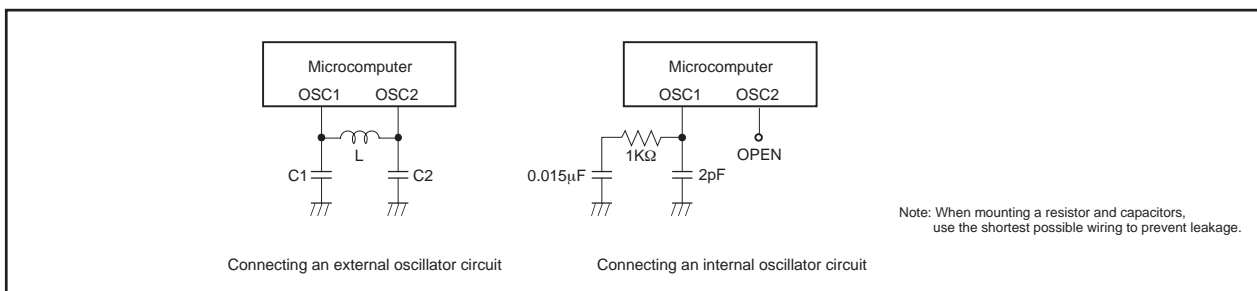 Microcomputer
OSC1 OSC2
L
C1
C2
Connecting an external oscillator circuit
Microcomputer
OSC1 OSC2
1KΩ
OPEN
0.015µF
2pF
Connecting an internal oscillator circuit
Note: When mounting a resistor and capacitors,
use the shortest possible wiring to prevent leakage.